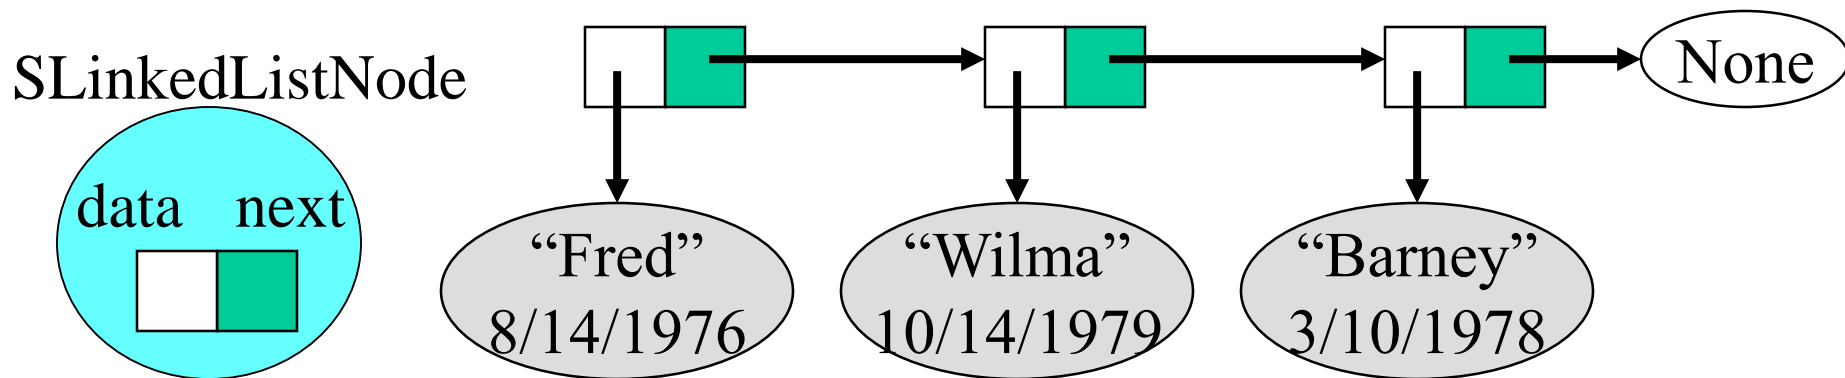 SLinkedListNode
data next
None
“Fred”
8/14/1976
“Wilma”
10/14/1979
“Barney”
3/10/1978